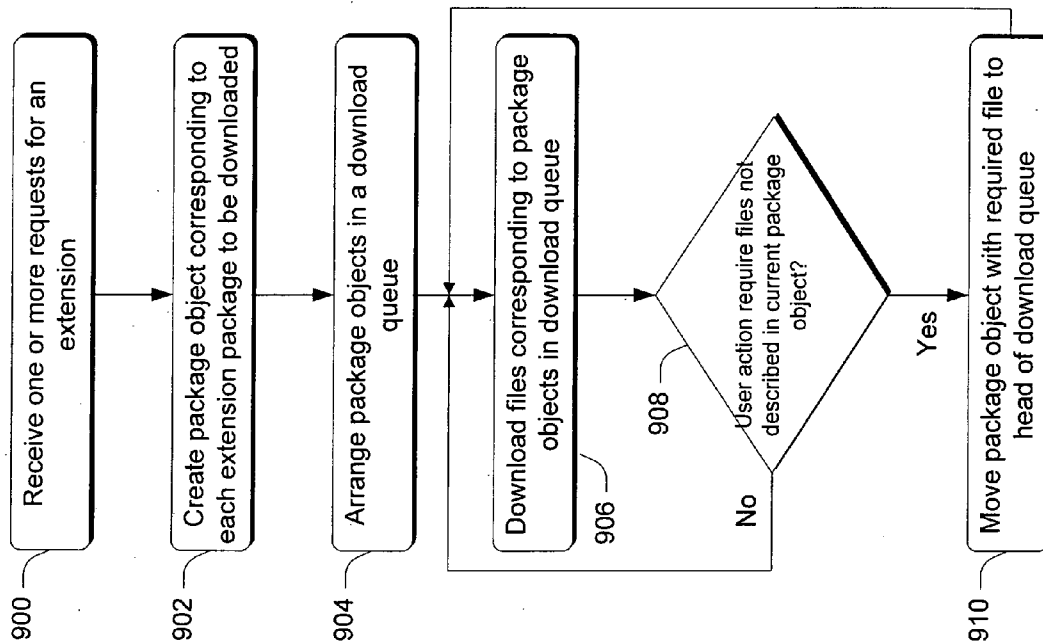 900
Receive one or more requests for an
extension
902
Create package object corresponding to
each extension package to be downloaded
904
Arrange package objects in a download
queue
Download files corresponding to package
objects in download queue
906
908
User action require files not
described in current package
object?
No
Yes
910
Move package object with required file to
head of download queue